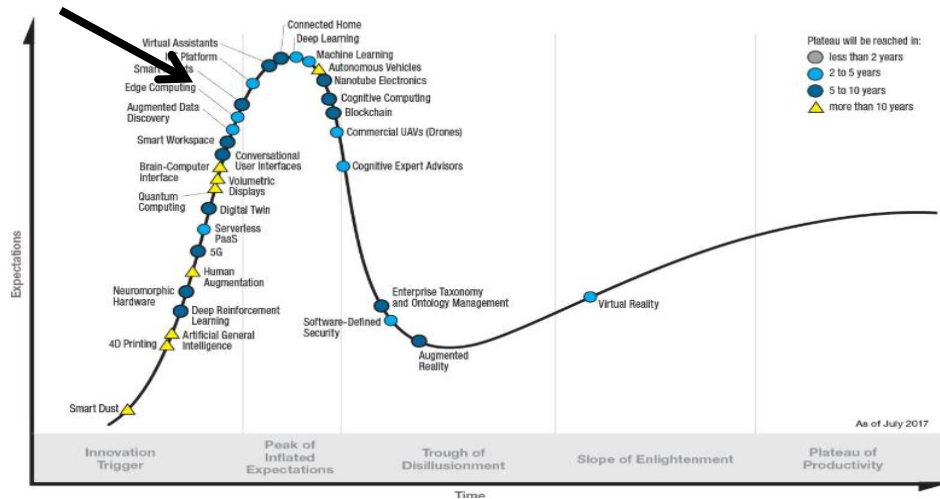 Connected Home
Deep Learning
Virtual Assistants
Machine Learning
Platform
Autonomous Vehicles
Nanotube Electronics
Edge Computing
Cognitive Computing
Augmented Data
Discovery
Blockchain
Commercial UAVs (Drones)
Smart Workspace
Conversational
User Interfaces
Cognitive Expert Advisors
Brain-Computer
Interface
Volumetric
Displays
Quantum
Computing
Digital Twin
Serverless
PaaS
5G
Human
Augmentation
Neuromorphic
Hardware
Deep Reinforcement
Learning
Artificial General
Intelligence
4D Printing
Smart Dust
Enterprise Taxonomy
and Ontology Management
Software-Defined
Security
Augmented
Reality
Virtual Reality
Plateau will be reached in:
less than 2 years
2 to 5 years
5 to 10 years
more than 10 years
As of July 2017
Expectations
Innovation
Trigger
Peak of
Inflated
Expectations
Trough of
Disillusionment
Slope of Enlightenment
Plateau of
Productivity
Time